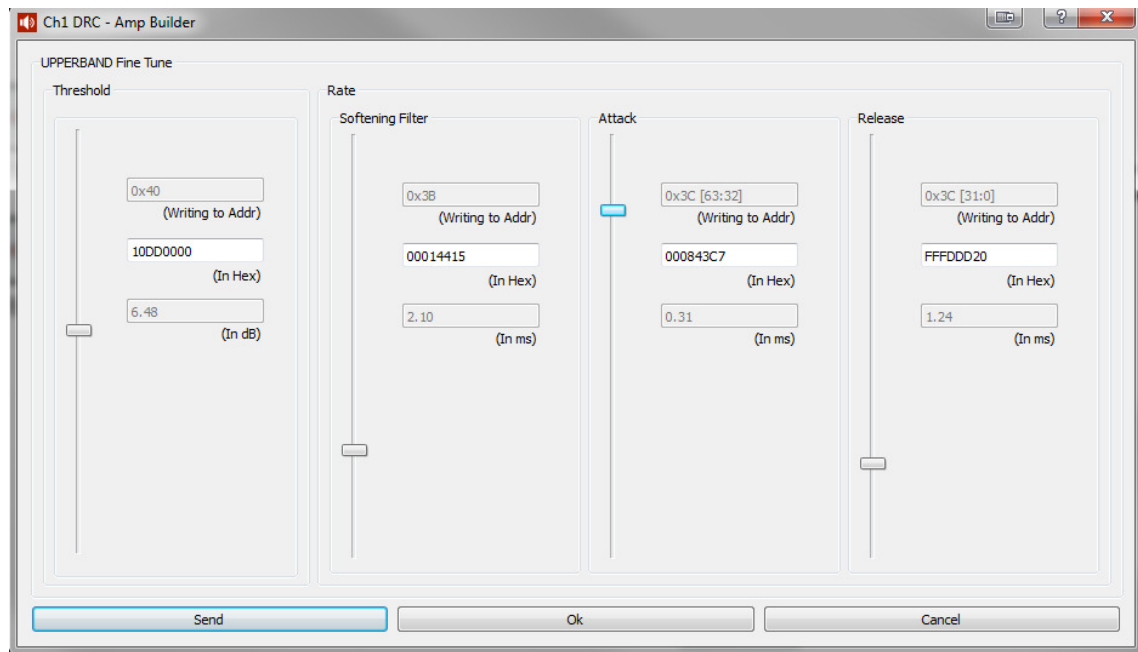 Ch1 DRC - Amp Builder
UPPERBAND Fine Tune
Threshold
0x40
(Writing to Addr)
10DD0000
(In Hex)
6.48
(In dB)
Rate
Softening Filter
0x3B
(Writing to Addr)
00014415
(In Hex)
2.10
(In ms)
Attack
0x3C [63:32]
(Writing to Addr)
000843C7
(In Hex)
0.31
(In ms)
Release
0x3C [31:0]
(Writing to Addr)
FFFDDD20
(In Hex)
1.24
(In ms)
Send
Ok
Cancel